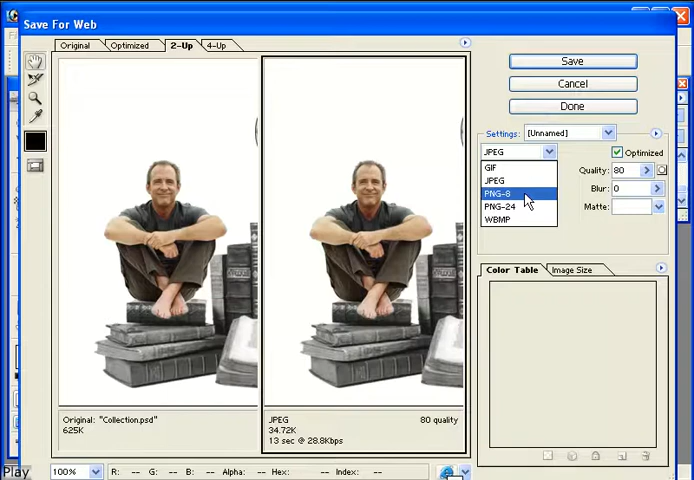 Save For Web
Original
Optimized
2-Up
4-Up
Save
Cancel
Done
Settings: [Unnamed]
JPEG
Optimized
GIF
JPEG
PNG-8
PNG-24
WBMP
Quality: 80
Blur: 0
Matte:
Color Table
Image Size
Original: "Collection.psd"
625K
JPEG
80 quality
34.72K
13 sec @ 28.8Kbps
Play
100%
R: --
G: --
B: --
Alpha: --
Hex: --
Index: --